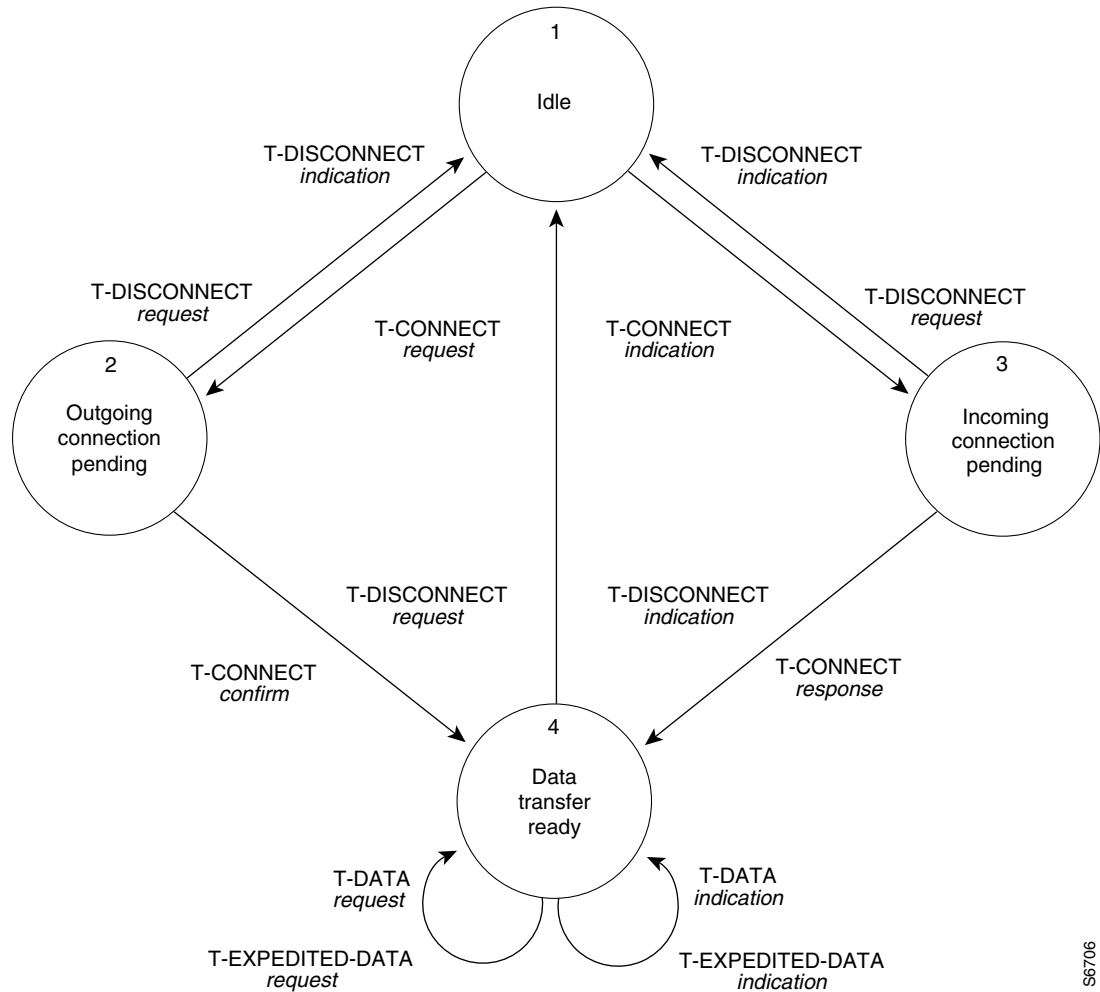 1
Idle
T-DISCONNECT
indication
T-DISCONNECT
indication
T-DISCONNECT
request
T-DISCONNECT
request
T-CONNECT
request
T-CONNECT
indication
2
Outgoing
connection
pending
3
Incoming
connection
pending
T-DISCONNECT
request
T-DISCONNECT
indication
T-CONNECT
confirm
T-CONNECT
response
4
Data
transfer
ready
T-DATA
request
T-DATA
indication
T-EXPEDITED-DATA
request
T-EXPEDITED-DATA
indication
S6706